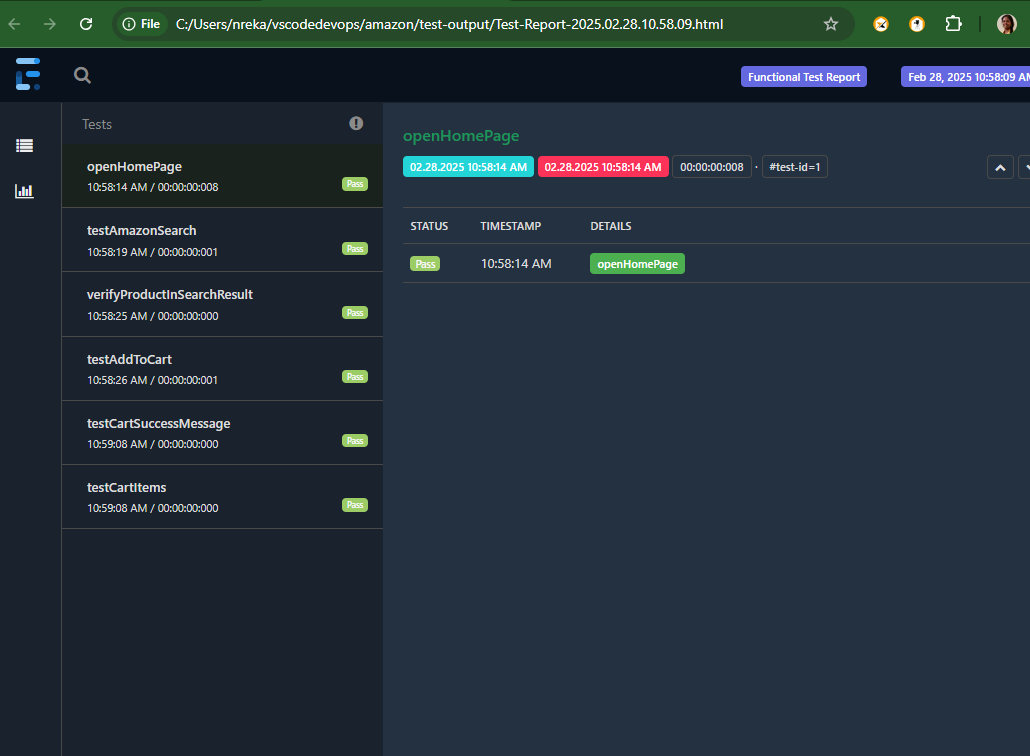 File C:/Users/nreka/vscodedevops/amazon/test-output/Test-Report-2025.02.28.10.58.09.html
Functional Test Report Feb 28, 2025 10:58:09 AM
Tests
openHomePage
10:58:14 AM / 00:00:00:008 Pass
testAmazonSearch
10:58:19 AM / 00:00:00:001 Pass
verifyProductInSearchResult
10:58:25 AM / 00:00:00:000 Pass
testAddToCart
10:58:26 AM / 00:00:00:001 Pass
testCartSuccessMessage
10:59:08 AM / 00:00:00:000 Pass
testCartItems
10:59:08 AM / 00:00:00:000 Pass
openHomePage
02.28.2025 10:58:14 AM 02.28.2025 10:58:14 AM 00:00:00:008 · #test-id=1
STATUS TIMESTAMP DETAILS
Pass 10:58:14 AM openHomePage